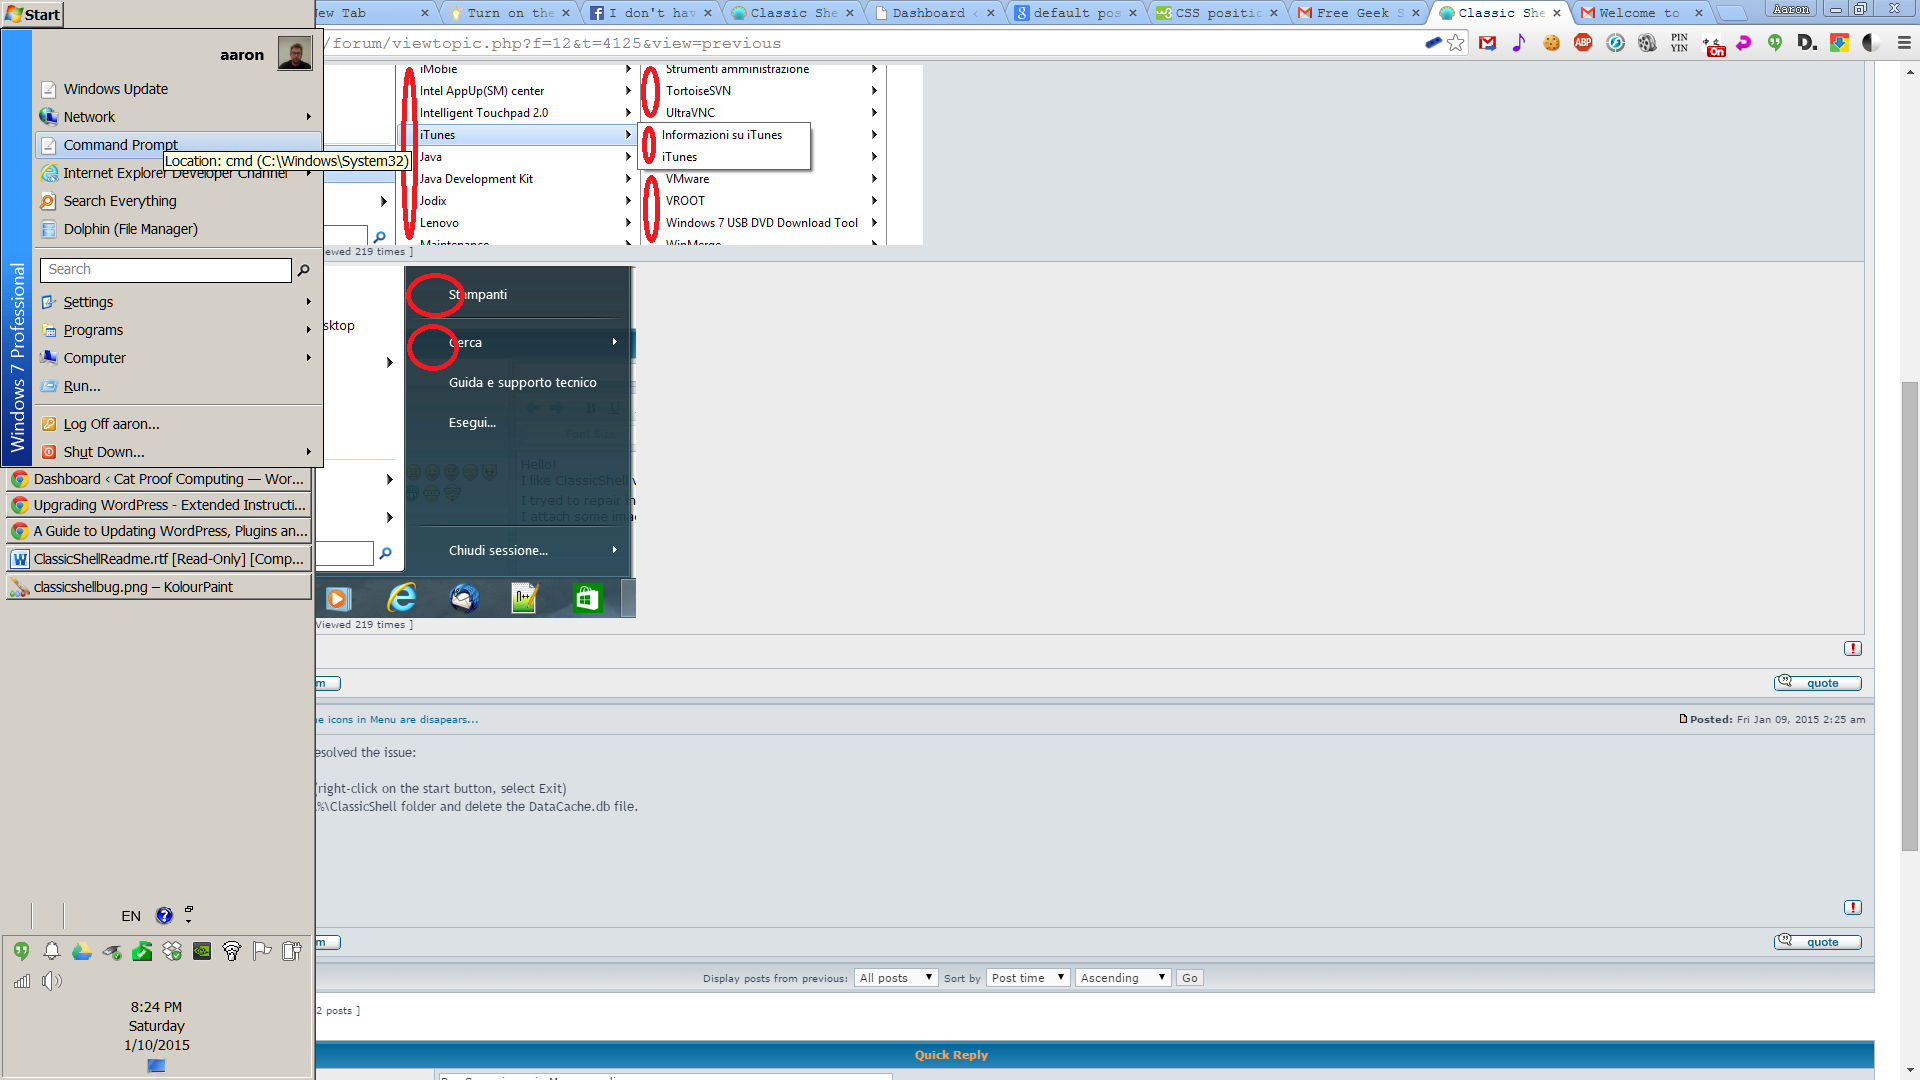 Start
New Tab
Turn on the
I don't hav
Classic She
Dashboard ‹
default pos
CSS positic
Free Geek S
Classic She
Welcome to
Aaron
/forum/viewtopic.php?f=12&t=4125&view=previous
ABP
PIN YIN
On
D.
aaron
Windows Update
Network
Command Prompt
Location: cmd (C:\Windows\System32)
Internet Explorer Developer Channel
Search Everything
Dolphin (File Manager)
Search
Settings
Programs
Computer
Run...
Log Off aaron...
Shut Down...
Windows 7 Professional
iMobie
Intel AppUp(SM) center
Intelligent Touchpad 2.0
iTunes
Java
Java Development Kit
Jodix
Lenovo
Maintenance
Strumenti amministrazione
TortoiseSVN
UltraVNC
Informazioni su iTunes
iTunes
VMware
VROOT
Windows 7 USB DVD Download Tool
WinMerge
ewed 219 times ]
sktop
Stampanti
Cerca
Guida e supporto tecnico
Esegui...
Font Size
Hello!
I like ClassicShell v
I tryed to repair in
I attach some imag
Chiudi sessione...
Viewed 219 times ]
Dashboard ‹ Cat Proof Computing — Wor...
Upgrading WordPress - Extended Instructi...
A Guide to Updating WordPress, Plugins an...
ClassicShellReadme.rtf [Read-Only] [Comp...
classicshellbug.png – KolourPaint
m
quote
e icons in Menu are disapears...
Posted: Fri Jan 09, 2015 2:25 am
esolved the issue:
(right-click on the start button, select Exit)
%\ClassicShell folder and delete the DataCache.db file.
EN
m
quote
Display posts from previous: All posts Sort by Post time Ascending Go
2 posts ]
8:24 PM
Saturday
1/10/2015
Quick Reply